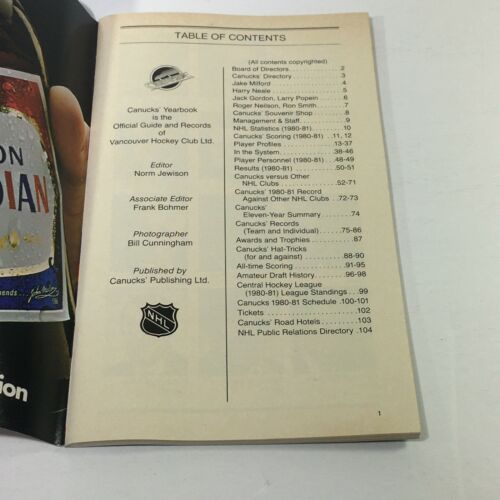 ON
DIAN
ends...
ion
TABLE OF CONTENTS
Canucks' Yearbook
is the
Official Guide and Records
of
Vancouver Hockey Club Ltd.
Editor
Norm Jewison
Associate Editor
Frank Bohmer
Photographer
Bill Cunningham
Published by
Canucks' Publishing Ltd.
NHL
(All contents copyrighted)
Board of Directors....................2
Canucks' Directory...................3
Jake Milford..........................4
Harry Neale...........................5
Jack Gordon, Larry Popein.......6
Roger Neilson, Ron Smith........7
Canucks' Souvenir Shop..........8
Management & Staff................9
NHL Statistics (1980-81)..........10
Canucks' Scoring (1980-81)...11, 12
Player Profiles....................13-37
In the System.....................38-46
Player Personnel (1980-81)...48-49
Results (1980-81)................50-51
Canucks versus Other
NHL Clubs.....................52-71
Canucks' 1980-81 Record
Against Other NHL Clubs..72-73
Canucks'
Eleven-Year Summary........74
Canucks' Records
(Team and Individual)......75-86
Awards and Trophies...............87
Canucks' Hat-Tricks
(for and against)..............88-90
All-time Scoring..................91-95
Amateur Draft History..........96-98
Central Hockey League
(1980-81) League Standings...99
Canucks 1980-81 Schedule .100-101
Tickets..............................102
Canucks' Road Hotels............103
NHL Public Relations Directory .104
1